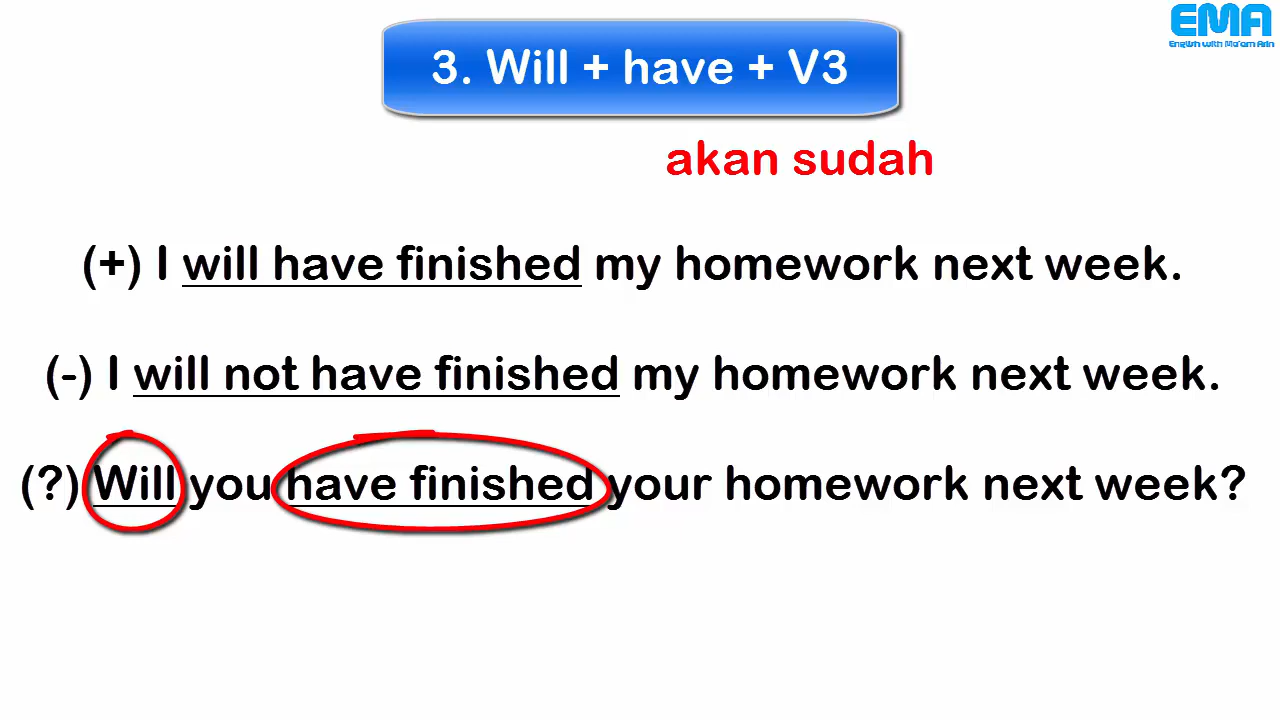 EMA
English with Ma'am Arin
3. Will + have + V3
akan sudah
(+) I will have finished my homework next week.
(-) I will not have finished my homework next week.
(?) Will you have finished your homework next week?